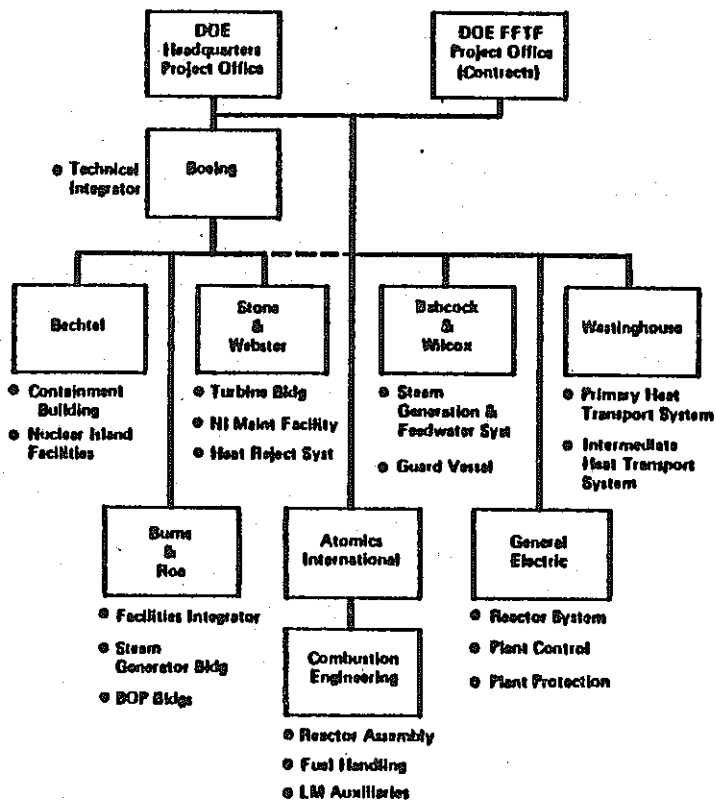 DOE
Headquarters
Project Office
DOE FFTF
Project Office
(Contracts)
• Technical
Integrator
Boeing
Bechtel
• Containment
Building
• Nuclear Island
Facilities
Stone
&
Webster
• Turbine Bldg
• NI Maint Facility
• Heat Reject Syst
Babcock
&
Wilcox
• Steam
Generation &
Feedwater Syst
• Guard Vessel
Westinghouse
• Primary Heat
Transport System
• Intermediate
Heat Transport
System
Burns
&
Roe
• Facilities Integrator
• Steam
Generator Bldg
• BOP Bldgs
Atomics
International
Combustion
Engineering
• Reactor Assembly
• Fuel Handling
• LM Auxiliaries
General
Electric
• Reactor System
• Plant Control
• Plant Protection